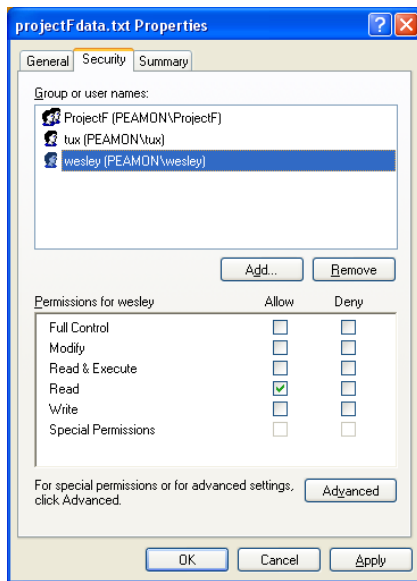 projectFdata.txt Properties
General Security Summary
Group or user names:
ProjectF (PEAMON\ProjectF)
tux (PEAMON\tux)
wesley (PEAMON\wesley)
Add... Remove
Permissions for wesley Allow Deny
Full Control
Modify
Read & Execute
Read
Write
Special Permissions
For special permissions or for advanced settings,
click Advanced.
Advanced
OK Cancel Apply